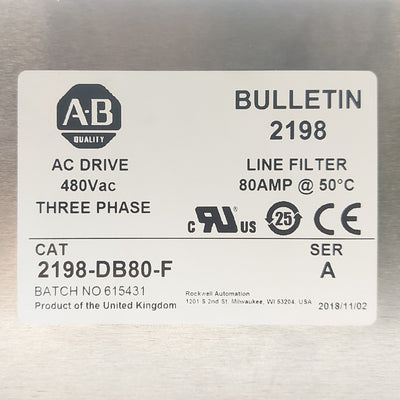 A-B
QUALITY
BULLETIN
2198
AC DRIVE
480Vac
THREE PHASE
LINE FILTER
80AMP @ 50°C
c RU US
25
CE
CAT
2198-DB80-F
SER
A
BATCH NO 615431
Product of the United Kingdom
Rockwell Automation
1201 S 2nd St. Milwaukee, WI 53204, USA
2018/11/02